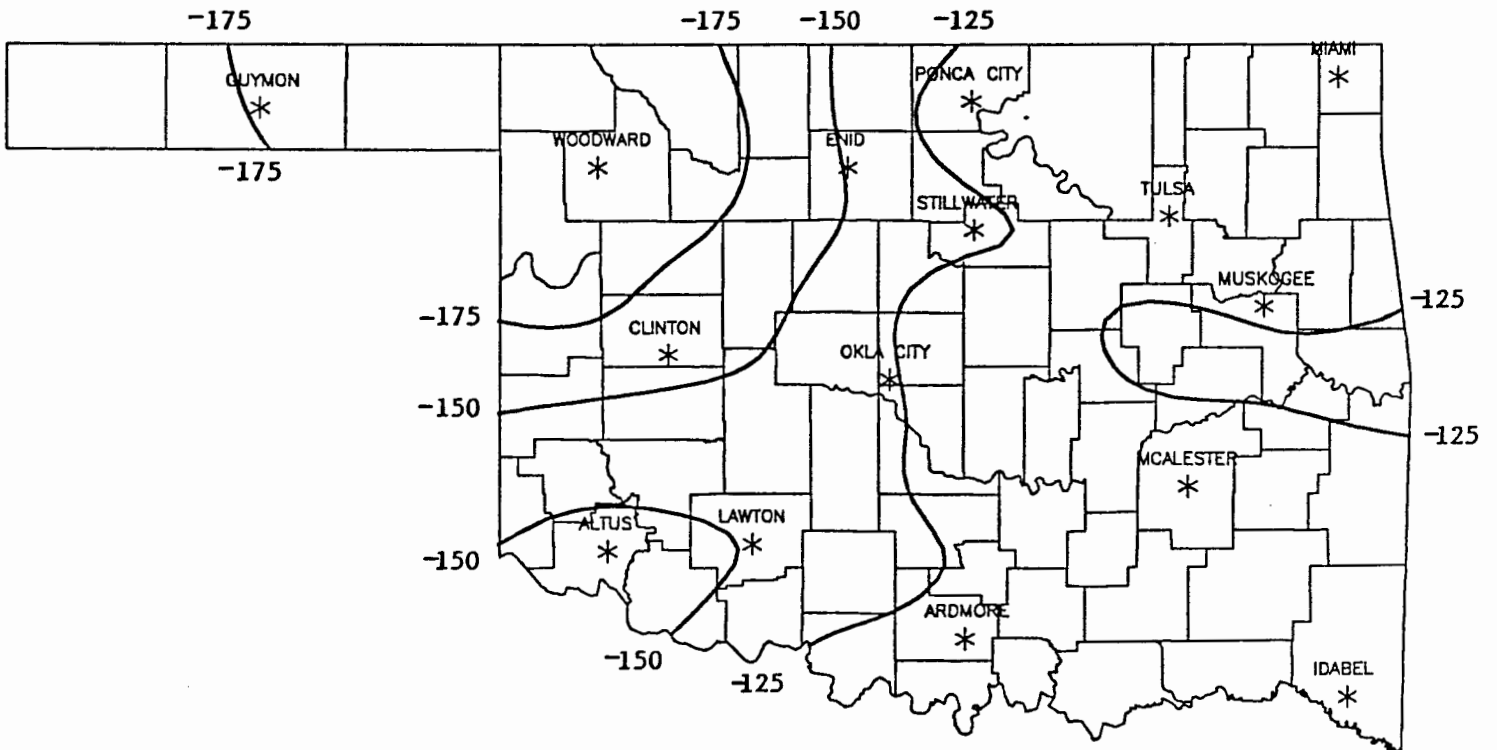 -175 -175 -150 -125
MIAMI
PONCA CITY
GUYMON
WOODWARD ENID
-175
TULSA
STILLWATER
MUSKOGEE
-125
-175
CLINTON
OKLA CITY
-150
-125
MCALESTER
LAWTON
ALTUS
-150
ARDMORE
-150
IDABEL
-125